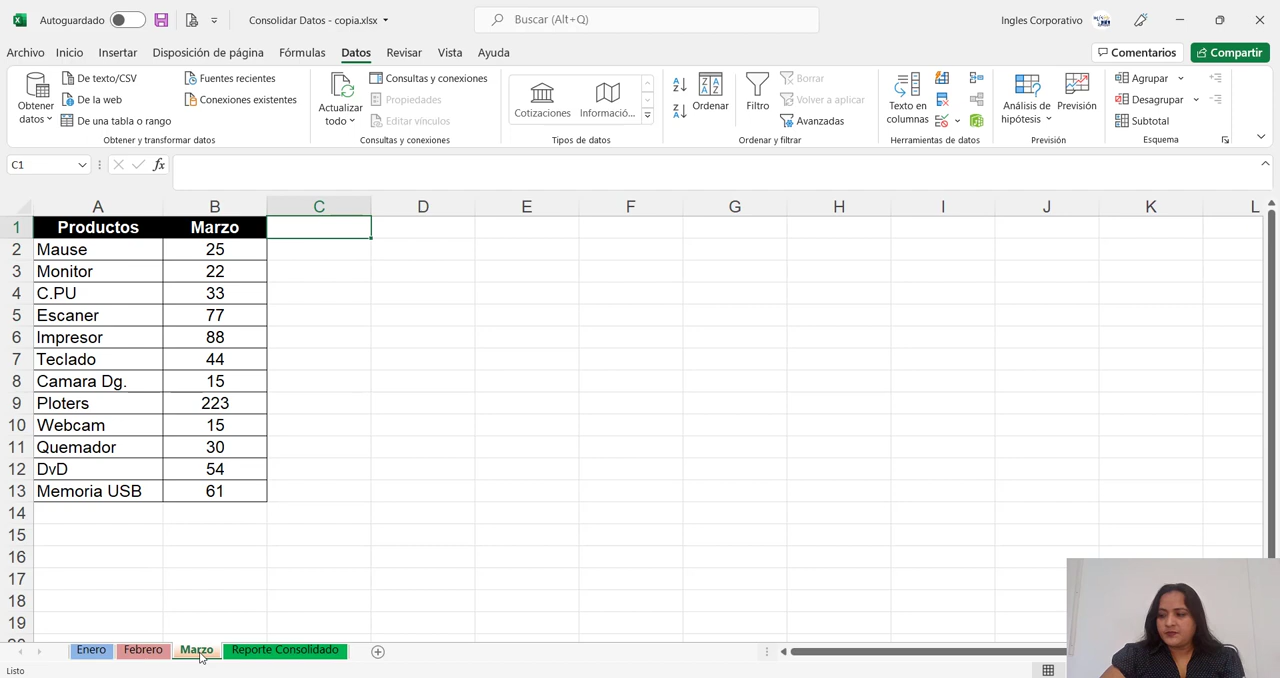 Autoguardado
Consolidar Datos - copia.xlsx
Buscar (Alt+Q)
Ingles Corporativo
Archivo Inicio Insertar Disposición de página Fórmulas Datos Revisar Vista Ayuda
Comentarios
Compartir
Obtener datos
De texto/CSV
De la web
De una tabla o rango
Fuentes recientes
Conexiones existentes
Obtener y transformar datos
Actualizar todo
Consultas y conexiones
Propiedades
Editar vínculos
Consultas y conexiones
Cotizaciones
Informació...
Tipos de datos
Ordenar
Filtro
Borrar
Volver a aplicar
Avanzadas
Ordenar y filtrar
Texto en columnas
Herramientas de datos
Análisis de hipótesis
Previsión
Previsión
Agrupar
Desagrupar
Subtotal
Esquema
C1
fx
A B C D E F G H I J K L
1 Productos Marzo
2 Mause 25
3 Monitor 22
4 C.PU 33
5 Escaner 77
6 Impresor 88
7 Teclado 44
8 Camara Dg. 15
9 Ploters 223
10 Webcam 15
11 Quemador 30
12 DvD 54
13 Memoria USB 61
14
15
16
17
18
19
Enero Febrero Marzo Reporte Consolidado
Listo